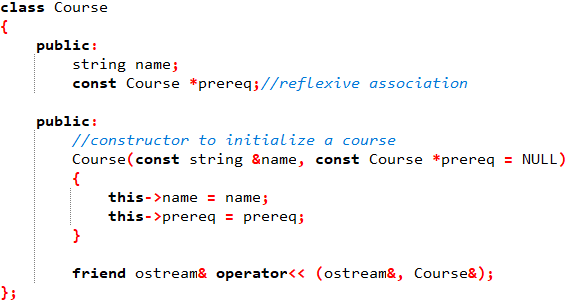 class Course
{
    public:
        string name;
        const Course *prereq;//reflexive association

    public:
        //constructor to initialize a course
        Course(const string &name, const Course *prereq = NULL)
        {
            this->name = name;
            this->prereq = prereq;
        }

        friend ostream& operator<< (ostream&, Course&);
};